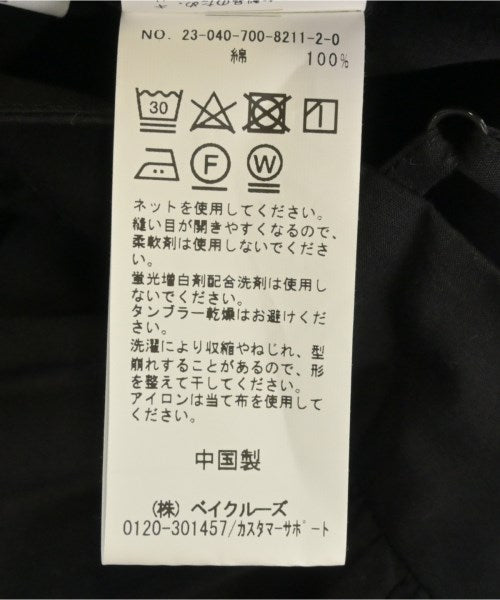 NO. 23-040-700-8211-2-0
綿 100%
30
F
W
ネットを使用してください。
縫い目が開きやすくなるので、
柔軟剤は使用しないでくださ
い。
蛍光増白剤配合洗剤は使用し
ないでください。
タンブラー乾燥はお避けくだ
さい。
洗濯により収縮やねじれ、型
崩れすることがあるので、形
を整えて干してください。
アイロンは当て布を使用して
ください。
中国製
(株) ベイクルーズ
0120-301457/カスタマーサポート